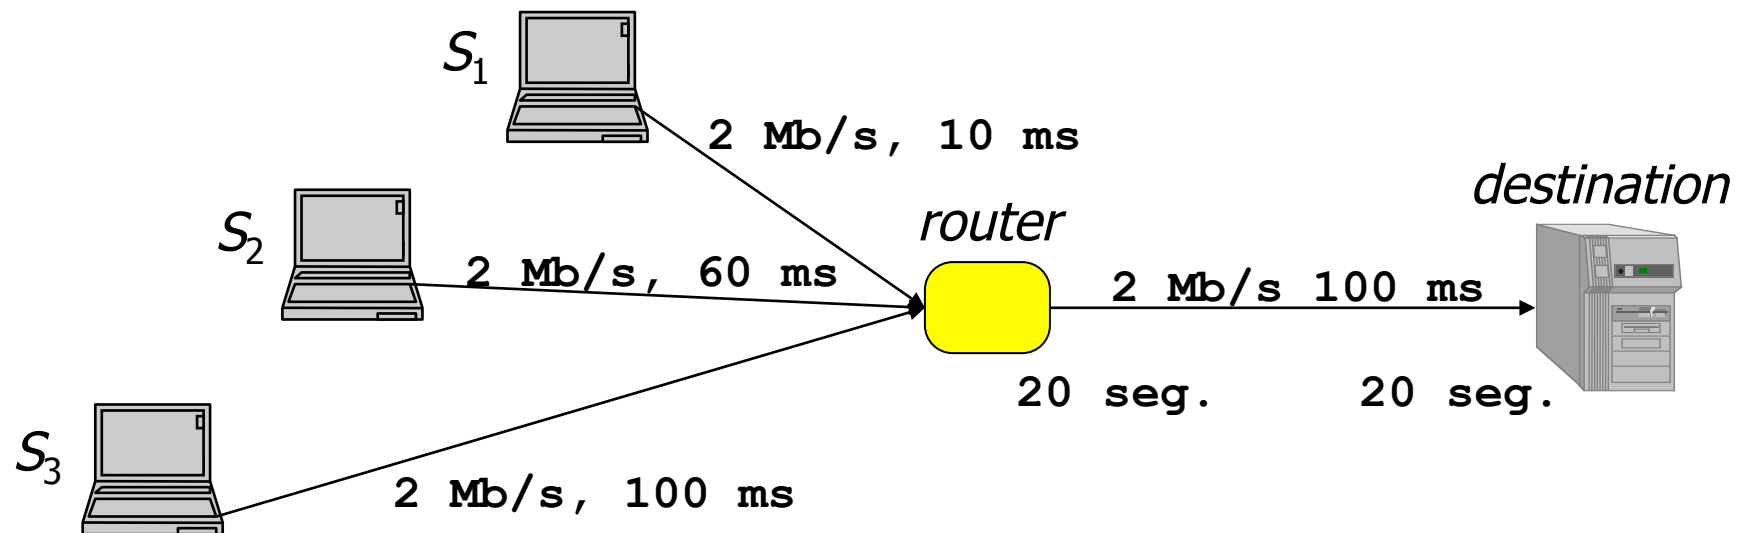 S1
2 Mb/s, 10 ms
destination
S2
router
2 Mb/s, 60 ms
2 Mb/s 100 ms
20 seg.
20 seg.
S3
2 Mb/s, 100 ms